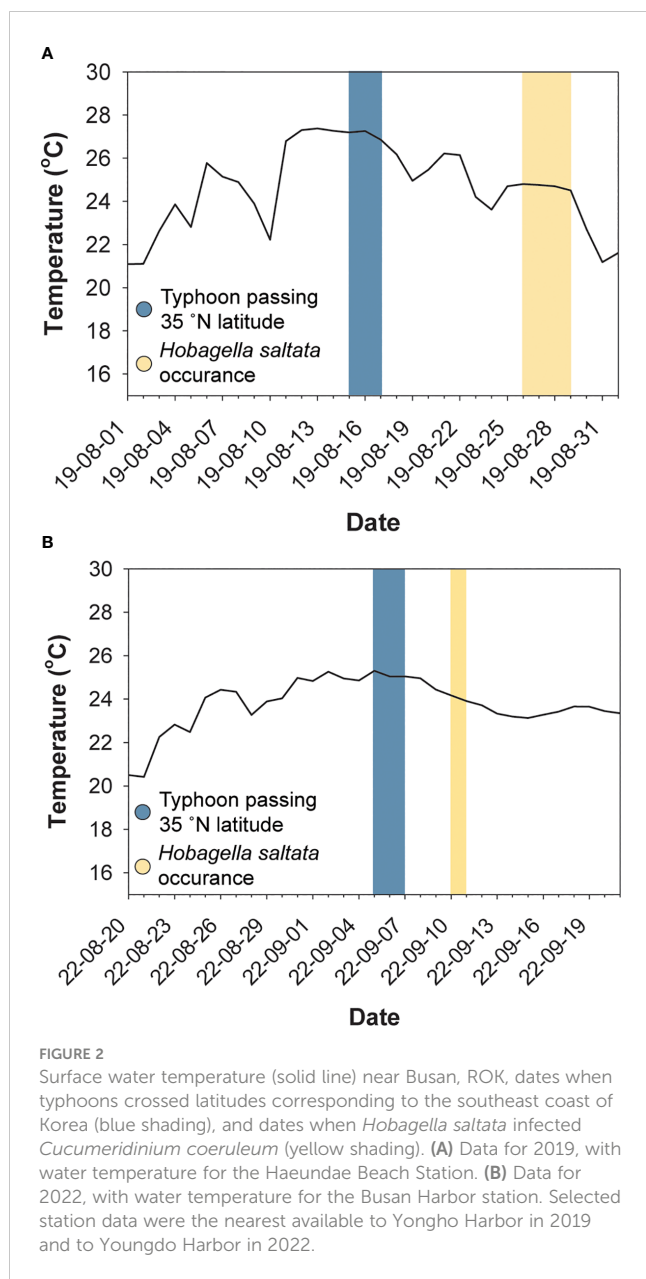 A
30
28
26
24
22
20
18
16
Temperature (°C)
Typhoon passing
35 °N latitude
Hobagella saltata
occurance
19-08-01
19-08-04
19-08-07
19-08-10
19-08-13
19-08-16
19-08-19
19-08-22
19-08-25
19-08-28
19-08-31
Date
B
30
28
26
24
22
20
18
16
Temperature (°C)
Typhoon passing
35 °N latitude
Hobagella saltata
occurance
22-08-20
22-08-23
22-08-26
22-08-29
22-09-01
22-09-04
22-09-07
22-09-10
22-09-13
22-09-16
22-09-19
Date
FIGURE 2
Surface water temperature (solid line) near Busan, ROK, dates when
typhoons crossed latitudes corresponding to the southeast coast of
Korea (blue shading), and dates when Hobagella saltata infected
Cucumeridinium coeruleum (yellow shading). (A) Data for 2019, with
water temperature for the Haeundae Beach Station. (B) Data for
2022, with water temperature for the Busan Harbor station. Selected
station data were the nearest available to Yongho Harbor in 2019
and to Youngdo Harbor in 2022.